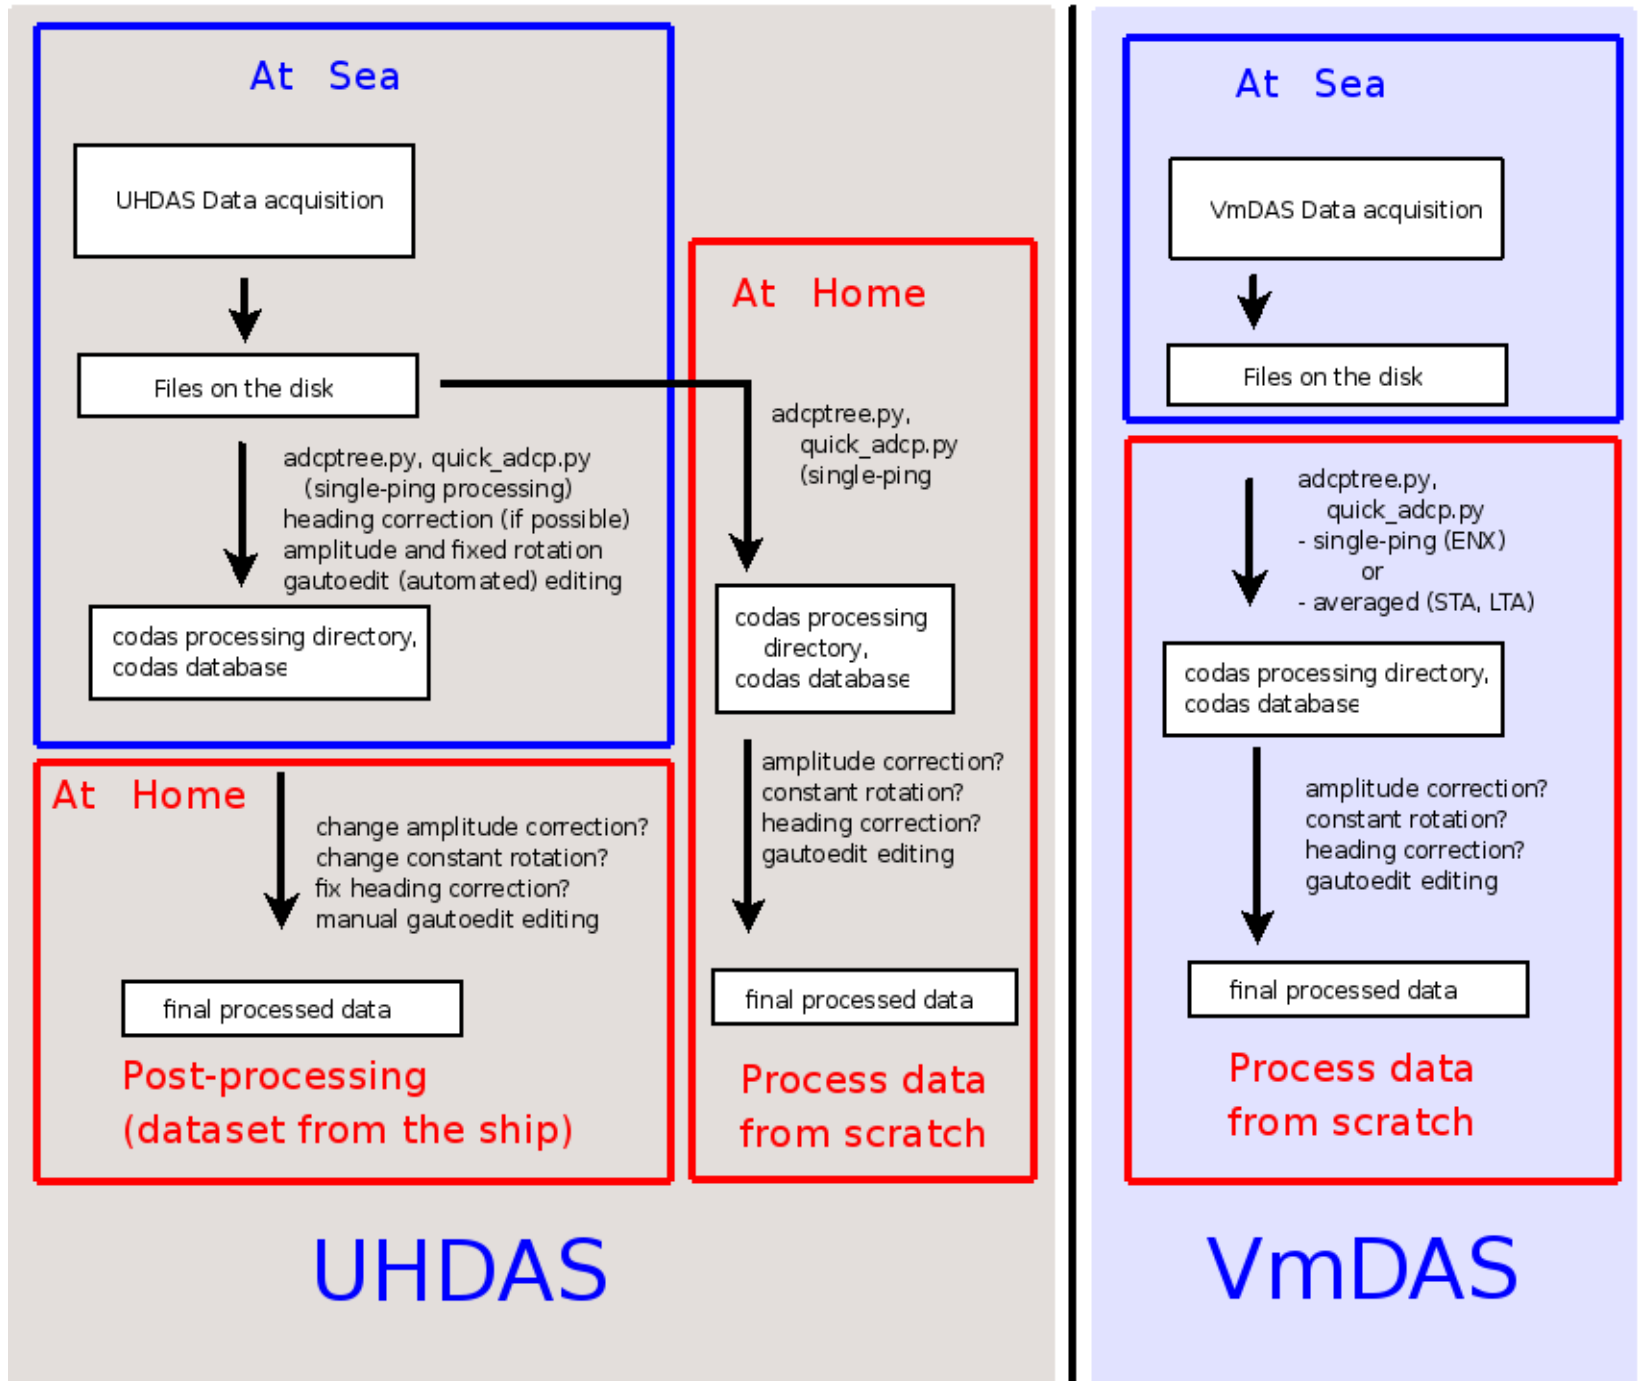 At Sea
UHDAS Data acquisition
Files on the disk
adcptree.py, quick_adcp.py
(single-ping processing)
heading correction (if possible)
amplitude and fixed rotation
gautoedit (automated) editing
codas processing directory,
codas database
At Home
change amplitude correction?
change constant rotation?
fix heading correction?
manual gautoedit editing
final processed data
Post-processing
(dataset from the ship)
At Home
adcptree.py,
quick_adcp.py
(single-ping
codas processing
directory,
codas database
amplitude correction?
constant rotation?
heading correction?
gautoedit editing
final processed data
Process data
from scratch
UHDAS
At Sea
VmDAS Data acquisition
Files on the disk
adcptree.py,
quick_adcp.py
- single-ping (ENX)
or
- averaged (STA, LTA)
codas processing directory,
codas database
amplitude correction?
constant rotation?
heading correction?
gautoedit editing
final processed data
Process data
from scratch
VmDAS